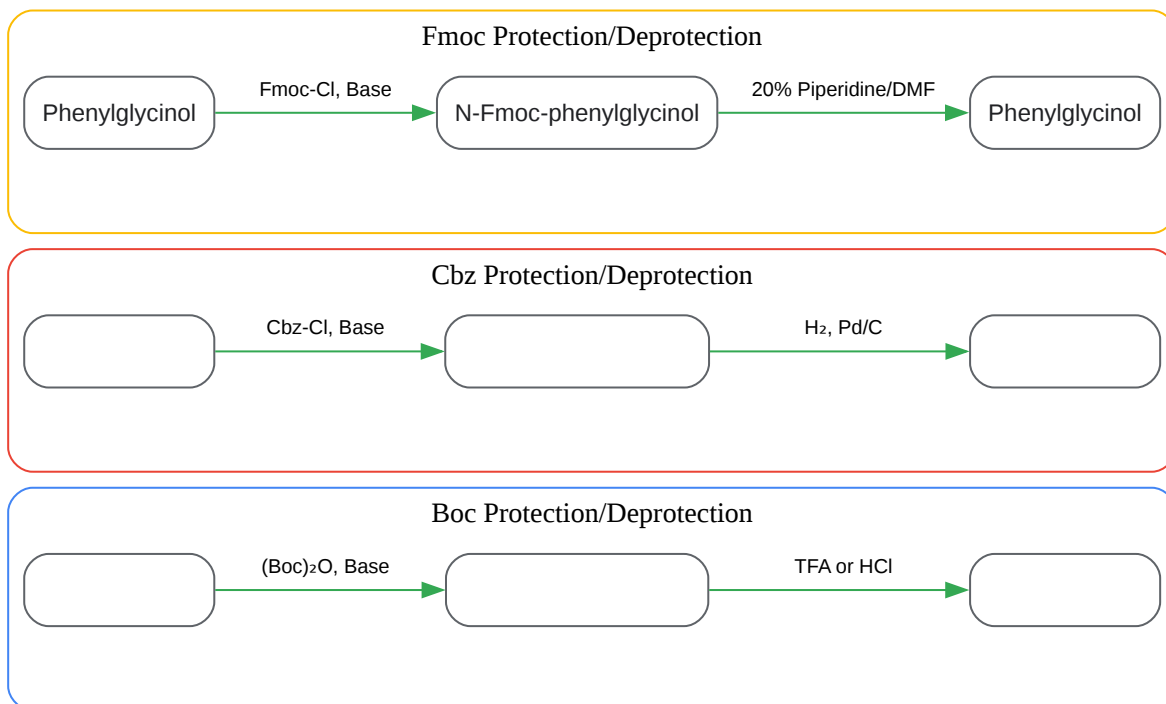 Fmoc Protection/Deprotection
Fmoc-Cl, Base
20% Piperidine/DMF
Phenylglycinol
N-Fmoc-phenylglycinol
Phenylglycinol
Cbz Protection/Deprotection
Cbz-Cl, Base
H₂, Pd/C
Boc Protection/Deprotection
(Boc)₂O, Base
TFA or HCl